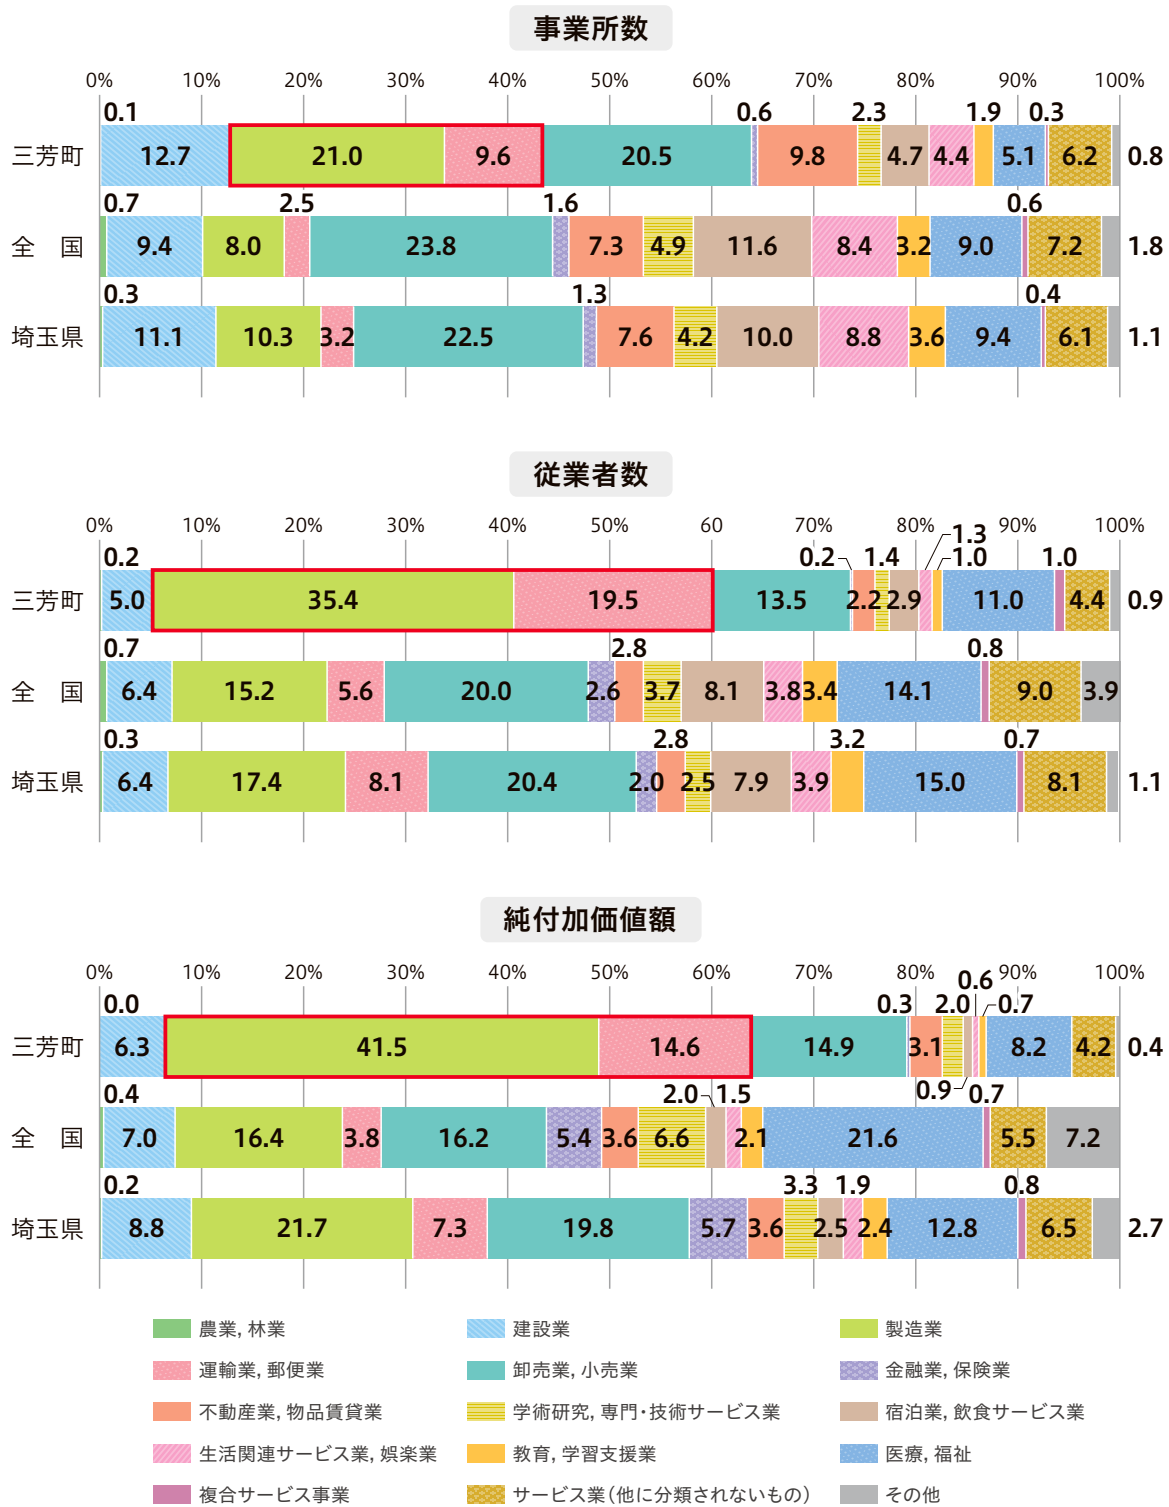 事業所数
0% 10% 20% 30% 40% 50% 60% 70% 80% 90% 100%
0.1 0.6 2.3 1.9 0.3
三芳町 12.7 21.0 9.6 20.5 9.8 4.7 4.4 5.1 6.2 0.8
0.7 2.5 1.6 0.6
全 国 9.4 8.0 23.8 7.3 4.9 11.6 8.4 3.2 9.0 7.2 1.8
0.3 1.3 0.4
埼玉県 11.1 10.3 3.2 22.5 7.6 4.2 10.0 8.8 3.6 9.4 6.1 1.1
従業者数
0% 10% 20% 30% 40% 50% 60 70% 80% 90% 100%
1.3
0.2 0.2 1.4 1.0 1.0
三芳町 5.0 35.4 19.5 13.5 2.2 2.9 11.0 4.4 0.9
0.7 2.8 0.8
全 国 6.4 15.2 5.6 20.0 2.6 3.7 8.1 3.8 3.4 14.1 9.0 3.9
0.3 2.8 3.2 0.7
埼玉県 6.4 17.4 8.1 20.4 2.0 2.5 7.9 3.9 15.0 8.1 1.1
純付加価値額
0% 10% 20% 30% 40% 50% 60% 70% 80% 90% 100%
0.6
0.0 0.3 2.0 0.7
三芳町 6.3 41.5 14.6 14.9 3.1 8.2 4.2 0.4
0.9
0.4 2.0 1.5 0.7
全 国 7.0 16.4 3.8 16.2 5.4 3.6 6.6 2.1 21.6 5.5 7.2
0.2 3.3 1.9 0.8
埼玉県 8.8 21.7 7.3 19.8 5.7 3.6 2.5 2.4 12.8 6.5 2.7
農業, 林業 建設業 製造業
運輸業, 郵便業 卸売業, 小売業 金融業, 保険業
不動産業, 物品賃貸業 学術研究, 専門・技術サービス業 宿泊業, 飲食サービス業
生活関連サービス業, 娯楽業 教育, 学習支援業 医療, 福祉
複合サービス事業 サービス業(他に分類されないもの) その他